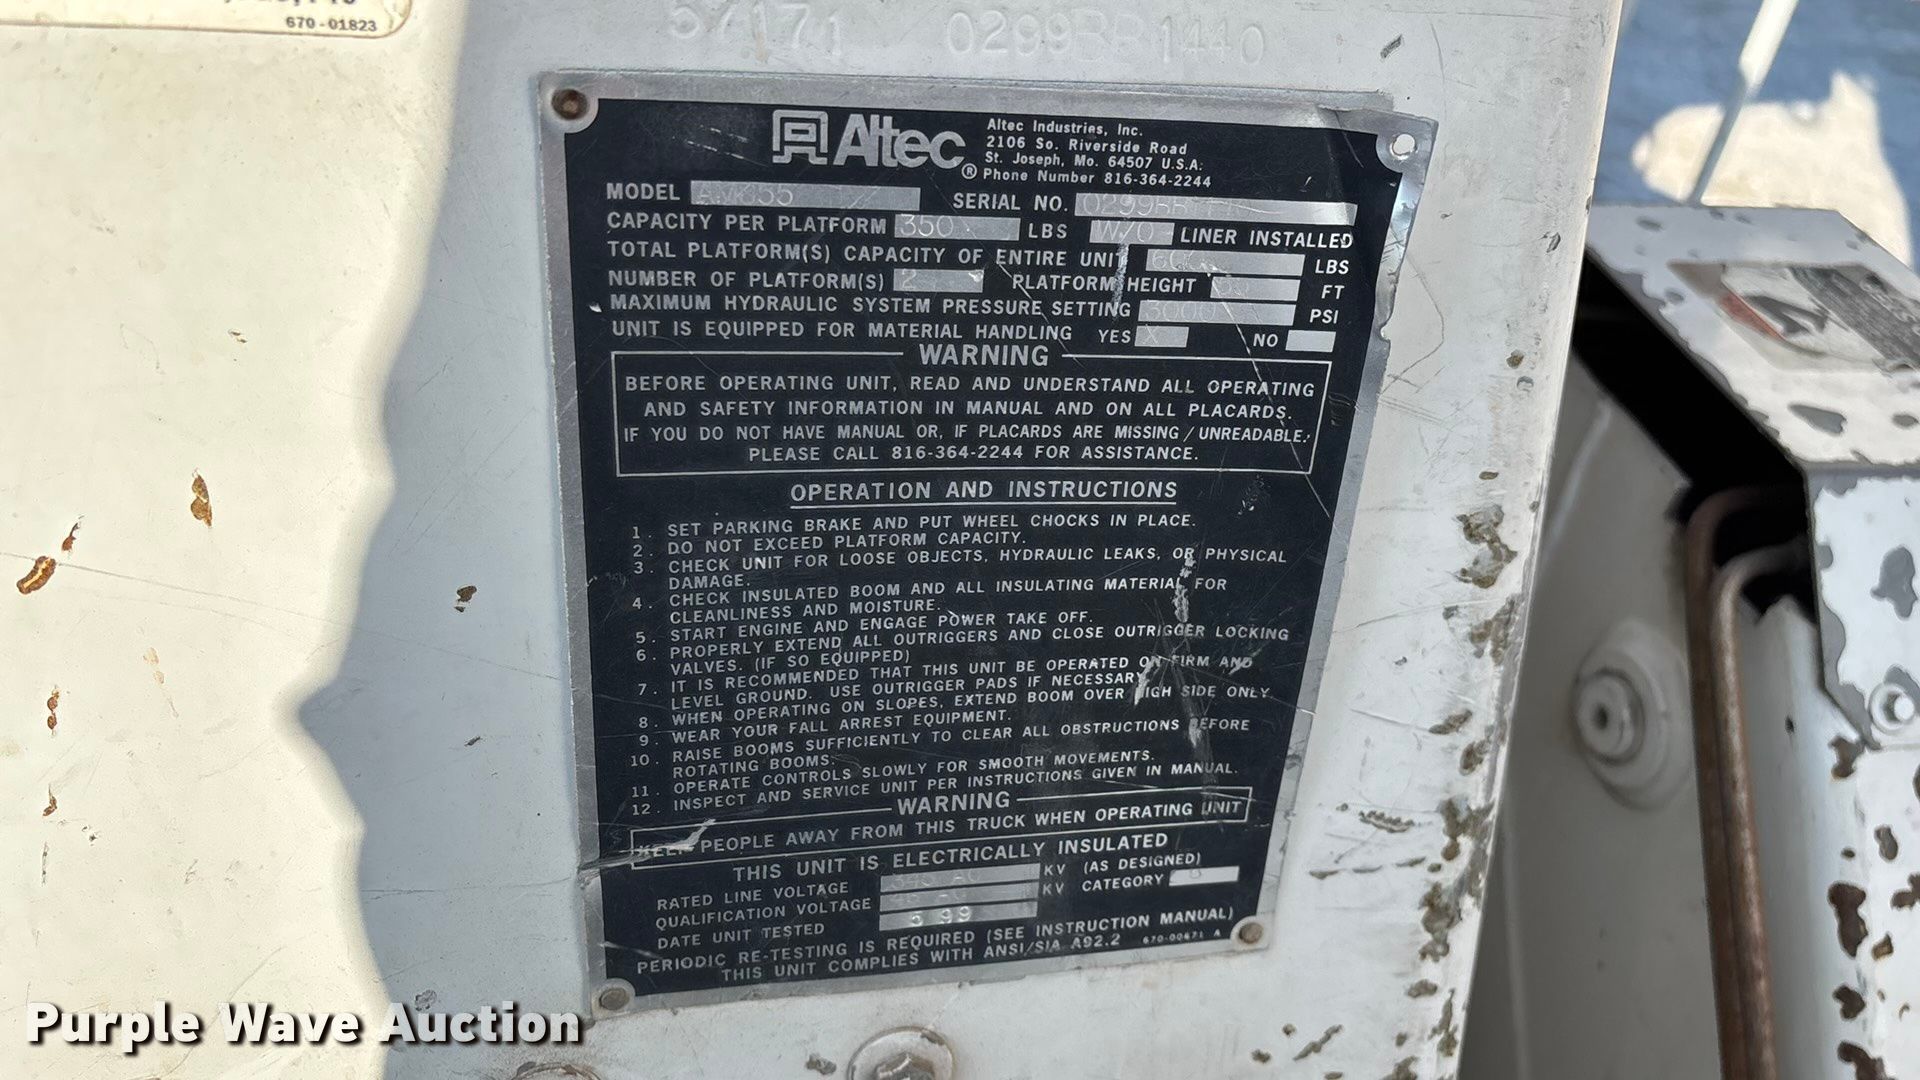 670-01823
57171 0299BR1440
Altec
Altec Industries, Inc.
2106 So. Riverside Road
St. Joseph, Mo. 64507 U.S.A.
® Phone Number 816-364-2244
MODEL
SERIAL NO.
CAPACITY PER PLATFORM 350 LBS W/O LINER INSTALLED
TOTAL PLATFORM(S) CAPACITY OF ENTIRE UNIT LBS
NUMBER OF PLATFORM(S) 2 PLATFORM HEIGHT FT
MAXIMUM HYDRAULIC SYSTEM PRESSURE SETTING 3000 PSI
UNIT IS EQUIPPED FOR MATERIAL HANDLING YES X NO
WARNING
BEFORE OPERATING UNIT, READ AND UNDERSTAND ALL OPERATING
AND SAFETY INFORMATION IN MANUAL AND ON ALL PLACARDS.
IF YOU DO NOT HAVE MANUAL OR, IF PLACARDS ARE MISSING/UNREADABLE,
PLEASE CALL 816-364-2244 FOR ASSISTANCE.
OPERATION AND INSTRUCTIONS
1. SET PARKING BRAKE AND PUT WHEEL CHOCKS IN PLACE.
2. DO NOT EXCEED PLATFORM CAPACITY.
3. CHECK UNIT FOR LOOSE OBJECTS, HYDRAULIC LEAKS, OR PHYSICAL
DAMAGE.
4. CHECK INSULATED BOOM AND ALL INSULATING MATERIAL FOR
CLEANLINESS AND MOISTURE.
5. START ENGINE AND ENGAGE POWER TAKE OFF.
6. PROPERLY EXTEND ALL OUTRIGGERS AND CLOSE OUTRIGGER LOCKING
VALVES. (IF SO EQUIPPED)
7. IT IS RECOMMENDED THAT THIS UNIT BE OPERATED ON FIRM AND
LEVEL GROUND. USE OUTRIGGER PADS IF NECESSARY.
8. WHEN OPERATING ON SLOPES, EXTEND BOOM OVER HIGH SIDE ONLY.
9. WEAR YOUR FALL ARREST EQUIPMENT.
10. RAISE BOOMS SUFFICIENTLY TO CLEAR ALL OBSTRUCTIONS BEFORE
ROTATING BOOMS.
11. OPERATE CONTROLS SLOWLY FOR SMOOTH MOVEMENTS.
12. INSPECT AND SERVICE UNIT PER INSTRUCTIONS GIVEN IN MANUAL.
WARNING
KEEP PEOPLE AWAY FROM THIS TRUCK WHEN OPERATING UNIT
THIS UNIT IS ELECTRICALLY INSULATED
RATED LINE VOLTAGE KV (AS DESIGNED)
QUALIFICATION VOLTAGE KV CATEGORY B
DATE UNIT TESTED 5 99
PERIODIC RE-TESTING IS REQUIRED (SEE INSTRUCTION MANUAL)
THIS UNIT COMPLIES WITH ANSI/SIA A92.2 670-00671 A
Purple Wave Auction